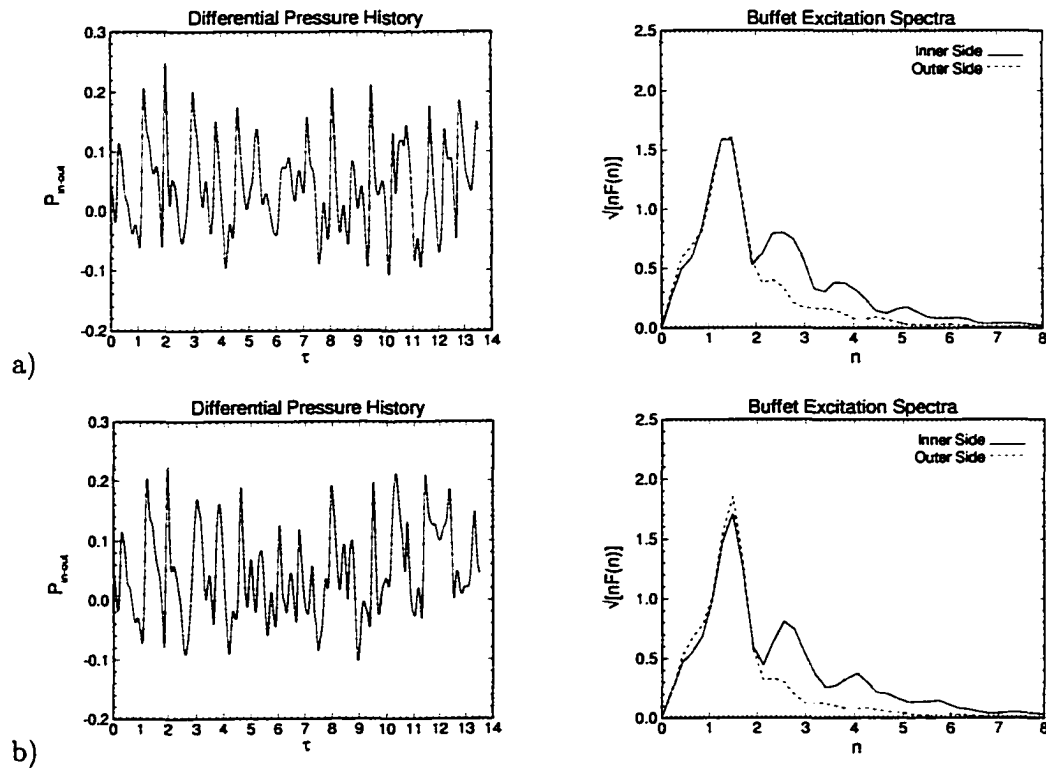 Differential Pressure History
0.3
0.2
0.1
0.0
-0.1
-0.2
P in-out
0 1 2 3 4 5 6 7 8 9 10 11 12 13 14
τ
Buffet Excitation Spectra
Inner Side
Outer Side
2.5
2.0
1.5
1.0
0.5
0.0
√[nF(n)]
0 1 2 3 4 5 6 7 8
n
a)
Differential Pressure History
0.3
0.2
0.1
0.0
-0.1
-0.2
P in-out
0 1 2 3 4 5 6 7 8 9 10 11 12 13 14
τ
Buffet Excitation Spectra
Inner Side
Outer Side
2.5
2.0
1.5
1.0
0.5
0.0
√[nF(n)]
0 1 2 3 4 5 6 7 8
n
b)